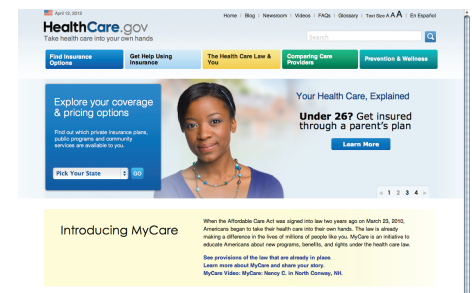 April 12, 2012
Home | Blog | Newsroom | Videos | FAQs | Glossary | Text Size A A A | En Español
HealthCare.gov
Take health care into your own hands
Search
Find Insurance Options
Get Help Using Insurance
The Health Care Law & You
Comparing Care Providers
Prevention & Wellness
Explore your coverage
& pricing options
Find out which private insurance plans,
public programs and community
services are available to you.
Pick Your State
GO
Your Health Care, Explained
Under 26? Get insured
through a parent's plan
Learn More
« 1 2 3 4 »
Introducing MyCare
When the Affordable Care Act was signed into law two years ago on March 23, 2010,
Americans began to take their health care into their own hands. The law is already
making a difference in the lives of millions of people like you. MyCare is an initiative to
educate Americans about new programs, benefits, and rights under the health care law.
See provisions of the law that are already in place.
Learn more about MyCare and share your story.
MyCare Video: MyCare: Nancy C. in North Conway, NH.